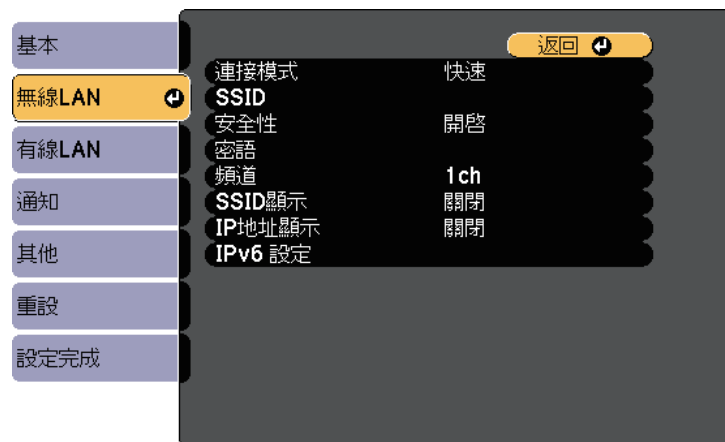 基本
無線LAN
有線LAN
通知
其他
重設
設定完成
返回
連接模式 快速
SSID
安全性 開啓
密語
頻道 1ch
SSID顯示 關閉
IP地址顯示 關閉
IPv6 設定